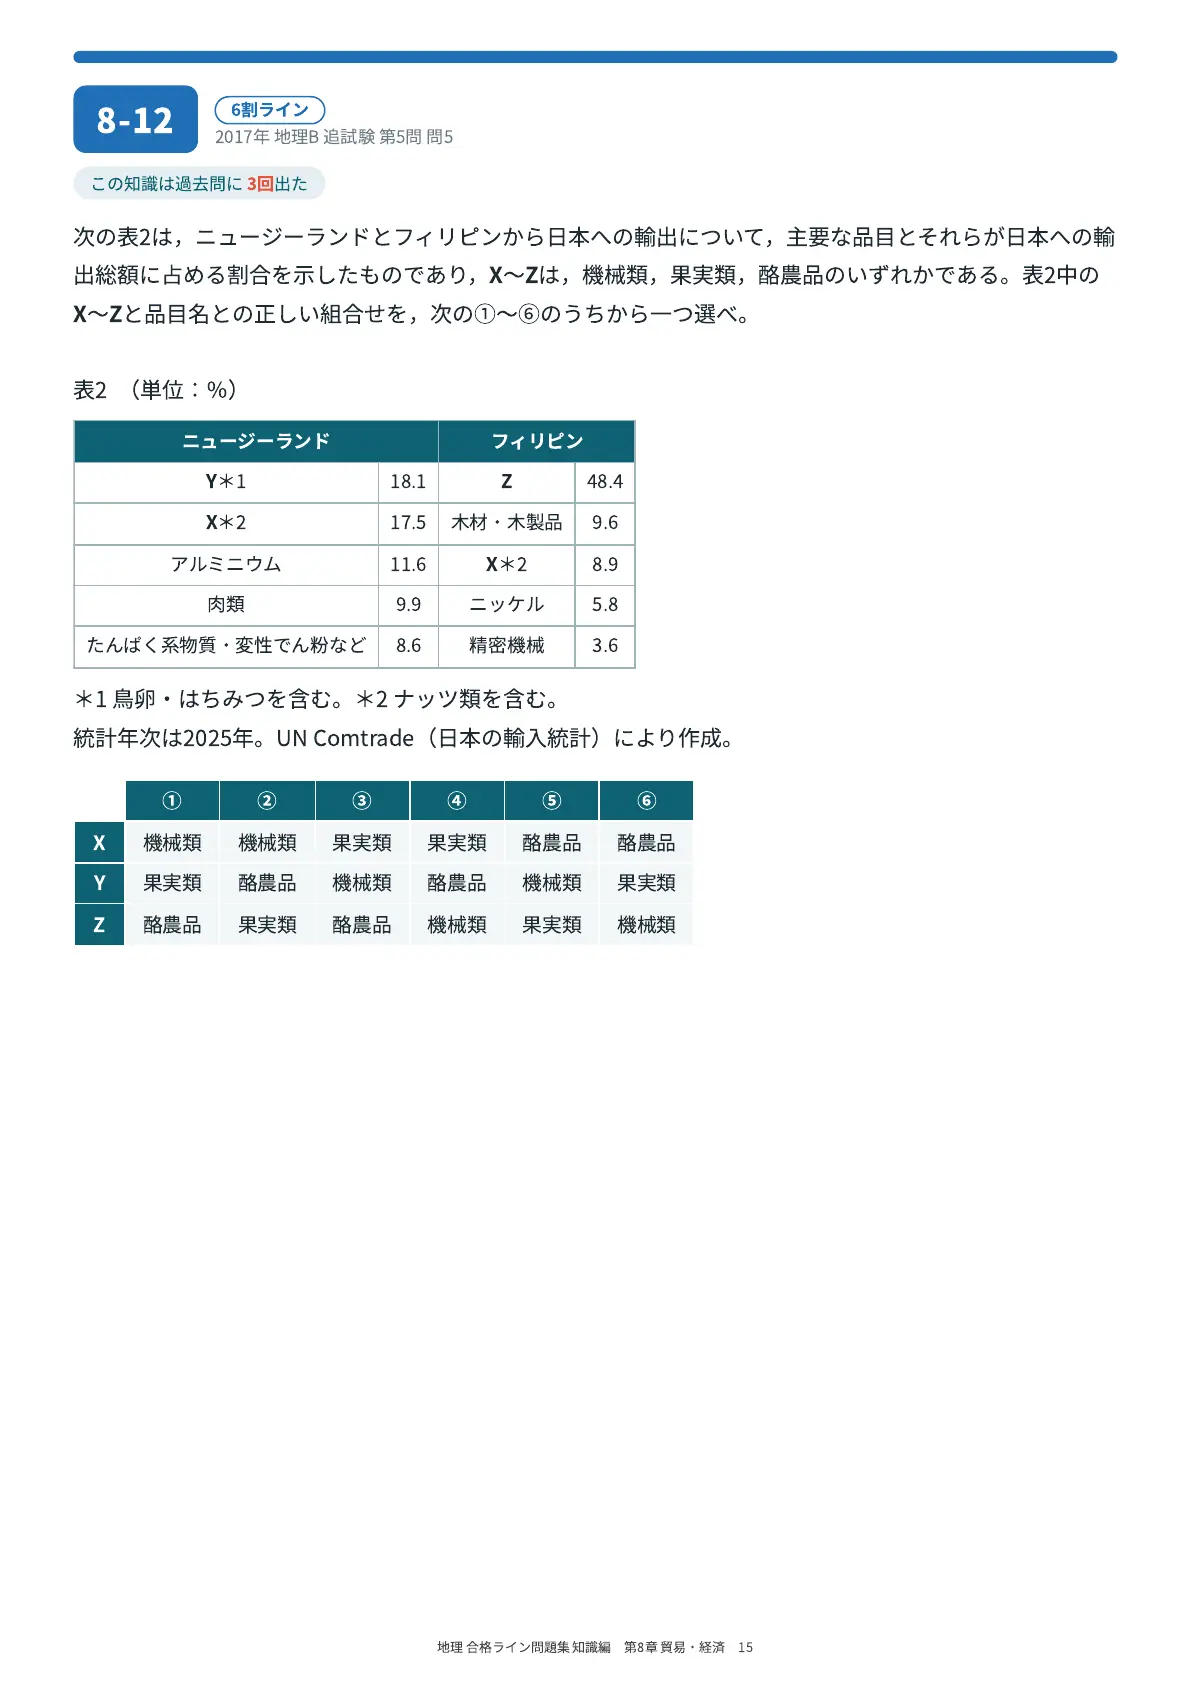 8-12
6割ライン
2017年 地理B 追試験 第5問 問5
この知識は過去問に 3回出た
次の表2は，ニュージーランドとフィリピンから日本への輸出について，主要な品目とそれらが日本への輸
出総額に占める割合を示したものであり，X～Zは，機械類，果実類，酪農品のいずれかである。表2中の
X～Zと品目名との正しい組合せを，次の①～⑥のうちから一つ選べ。
表2 （単位：％）
ニュージーランド フィリピン
Y＊1 18.1 Z 48.4
X＊2 17.5 木材・木製品 9.6
アルミニウム 11.6 X＊2 8.9
肉類 9.9 ニッケル 5.8
たんぱく系物質・変性でん粉など 8.6 精密機械 3.6
＊1 鳥卵・はちみつを含む。＊2 ナッツ類を含む。
統計年次は2025年。UN Comtrade（日本の輸入統計）により作成。
① ② ③ ④ ⑤ ⑥
X 機械類 機械類 果実類 果実類 酪農品 酪農品
Y 果実類 酪農品 機械類 酪農品 機械類 果実類
Z 酪農品 果実類 酪農品 機械類 果実類 機械類
地理 合格ライン問題集 知識編 第8章 貿易・経済 15